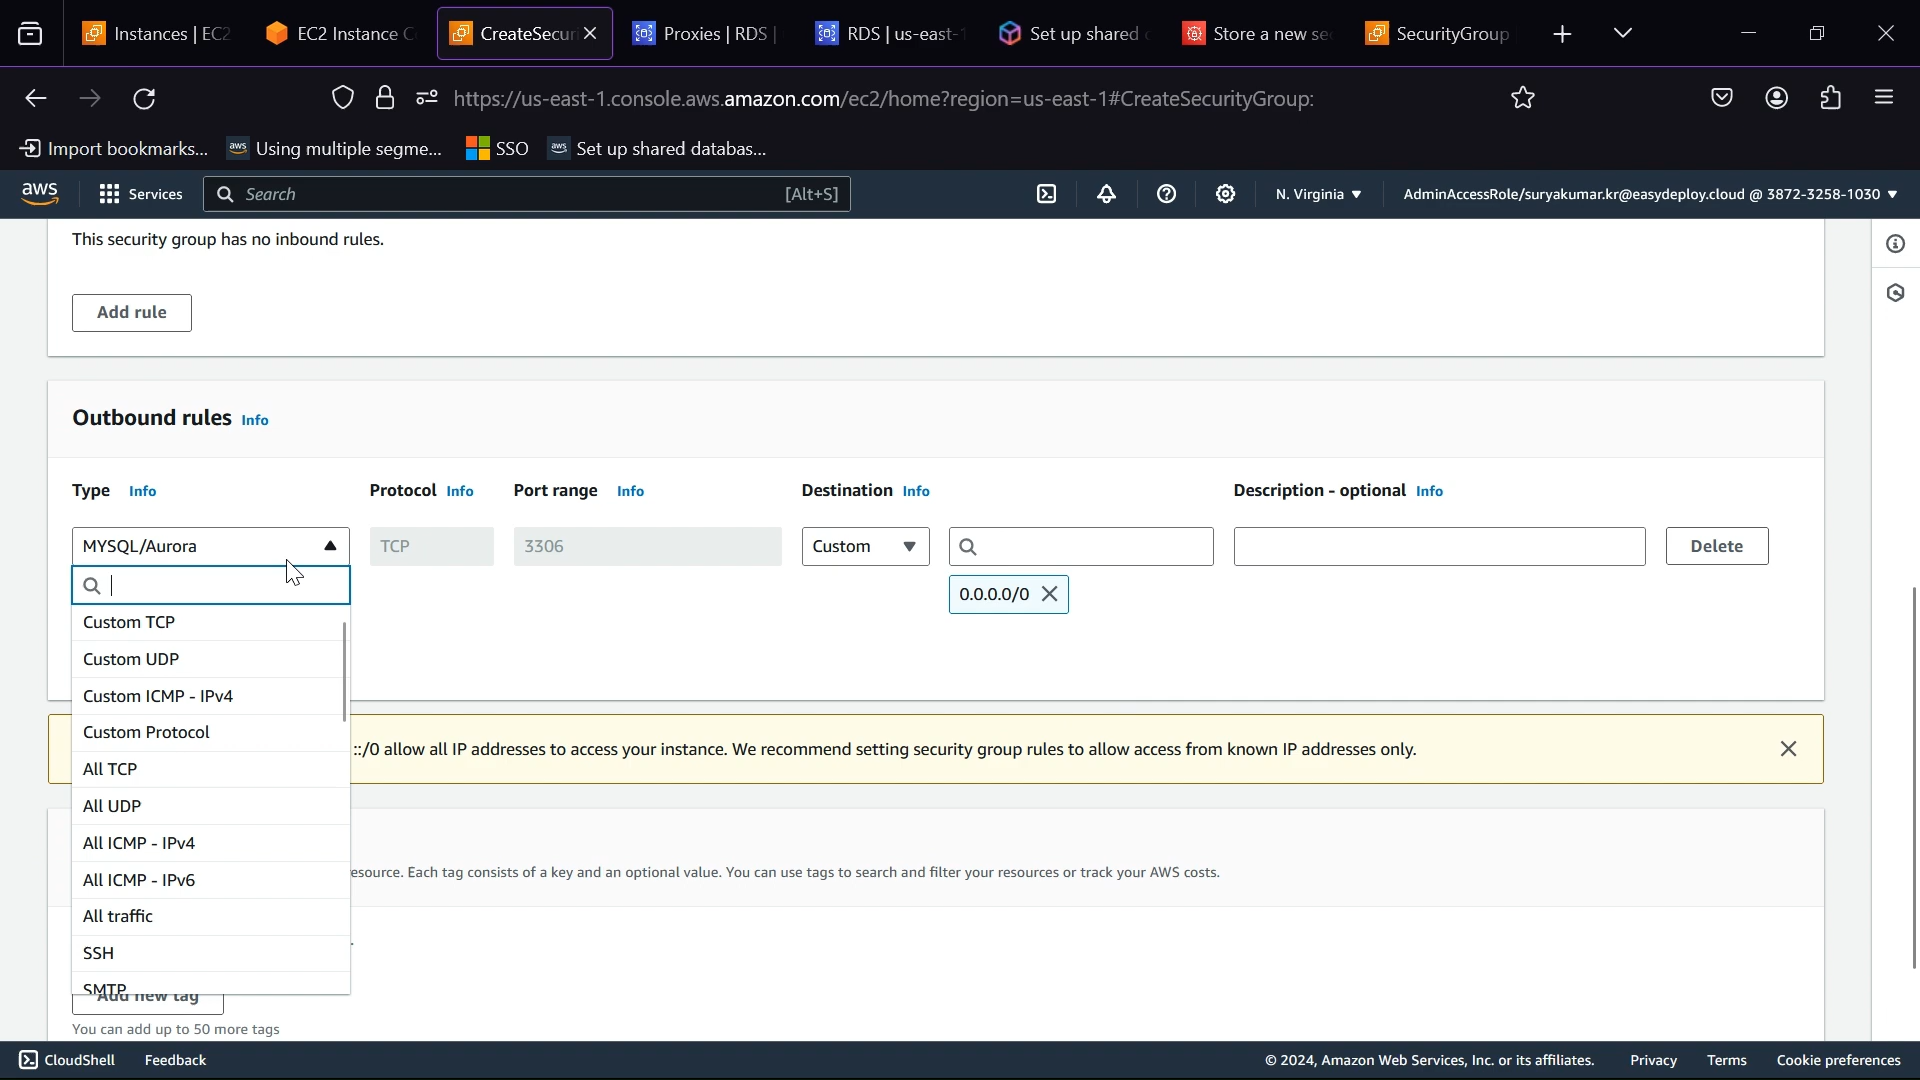 Instances | EC2
EC2 Instance C
CreateSecuri
Proxies | RDS |
RDS | us-east-
Set up shared
Store a new se
SecurityGroup
https://us-east-1.console.aws.amazon.com/ec2/home?region=us-east-1#CreateSecurityGroup:
Import bookmarks...
aws Using multiple segme...
SSO
aws Set up shared databas...
aws
Services
Search [Alt+S]
N. Virginia
AdminAccessRole/suryakumar.kr@easydeploy.cloud @ 3872-3258-1030
This security group has no inbound rules.
Add rule
Outbound rules Info
Type Info
Protocol Info
Port range Info
Destination Info
Description - optional Info
MYSQL/Aurora
TCP
3306
Custom
Delete
0.0.0.0/0
Custom TCP
Custom UDP
Custom ICMP - IPv4
Custom Protocol
::/0 allow all IP addresses to access your instance. We recommend setting security group rules to allow access from known IP addresses only.
All TCP
All UDP
All ICMP - IPv4
esource. Each tag consists of a key and an optional value. You can use tags to search and filter your resources or track your AWS costs.
All ICMP - IPv6
All traffic
SSH
SMTP
Add new tag
You can add up to 50 more tags
CloudShell
Feedback
© 2024, Amazon Web Services, Inc. or its affiliates.
Privacy
Terms
Cookie preferences